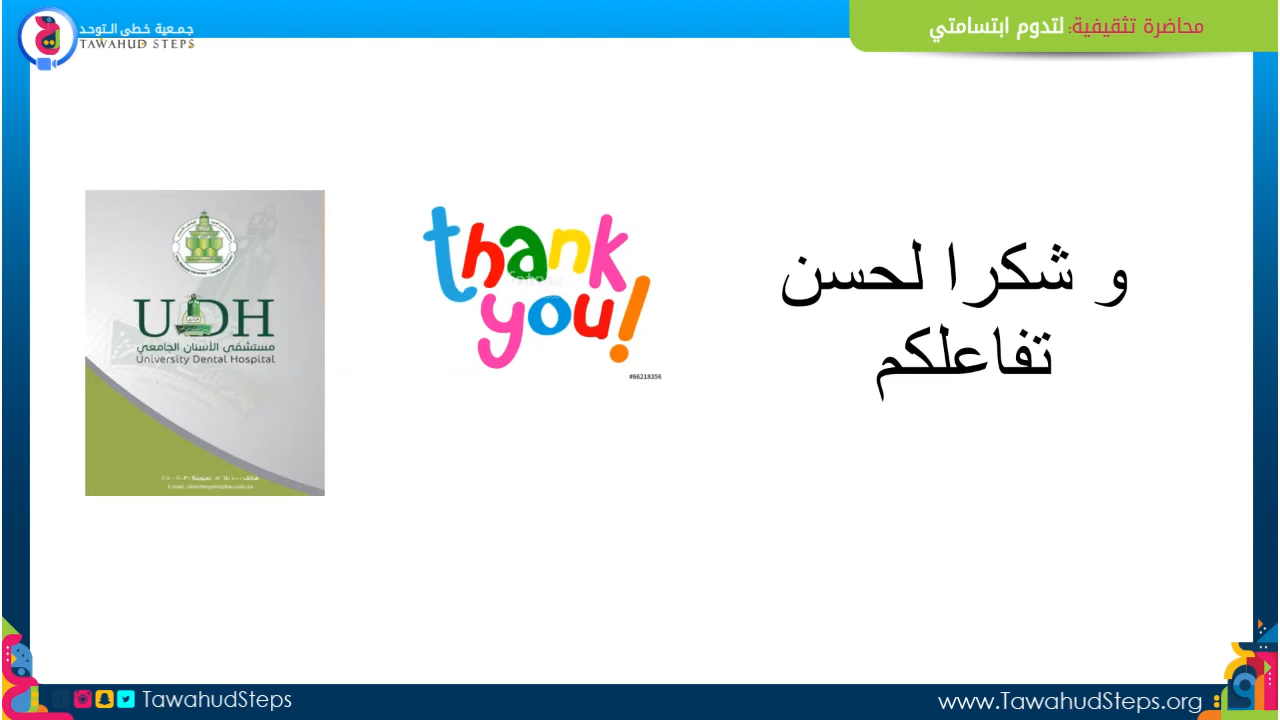 جمعية خطى التوحد
TAWAHUD STEPS
محاضرة تثقيفية: لتدوم ابتسامتي
و شكرا لحسن
تفاعلكم
thank
you!
#66218356
UDH
مستشفى الأسنان الجامعي
University Dental Hospital
TawahudSteps
www.TawahudSteps.org